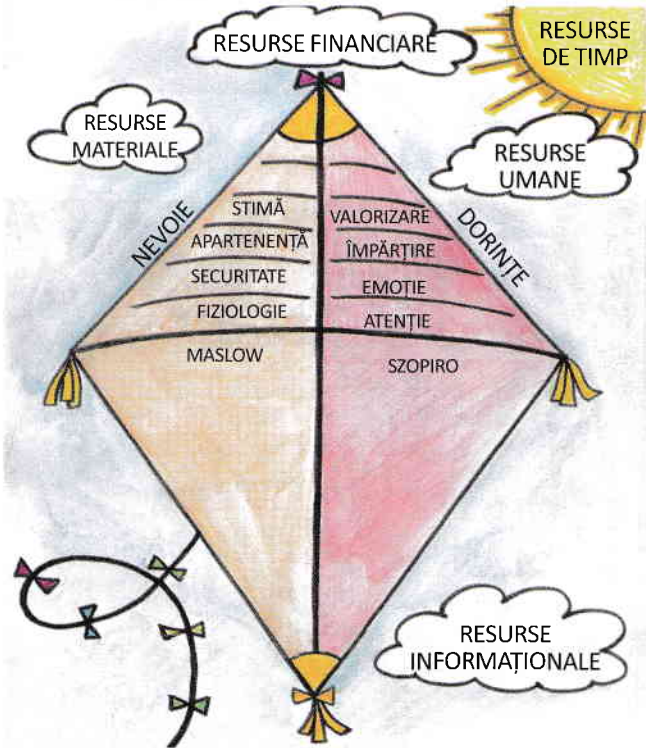 RESURSE FINANCIARE
RESURSE
DE TIMP
RESURSE
MATERIALE
RESURSE
UMANE
NEVOIE
DORINȚE
STIMĂ
VALORIZARE
APARTENENȚĂ
ÎMPĂRȚIRE
SECURITATE
EMOȚIE
FIZIOLOGIE
ATENȚIE
MASLOW
SZOPIRO
RESURSE
INFORMAȚIONALE